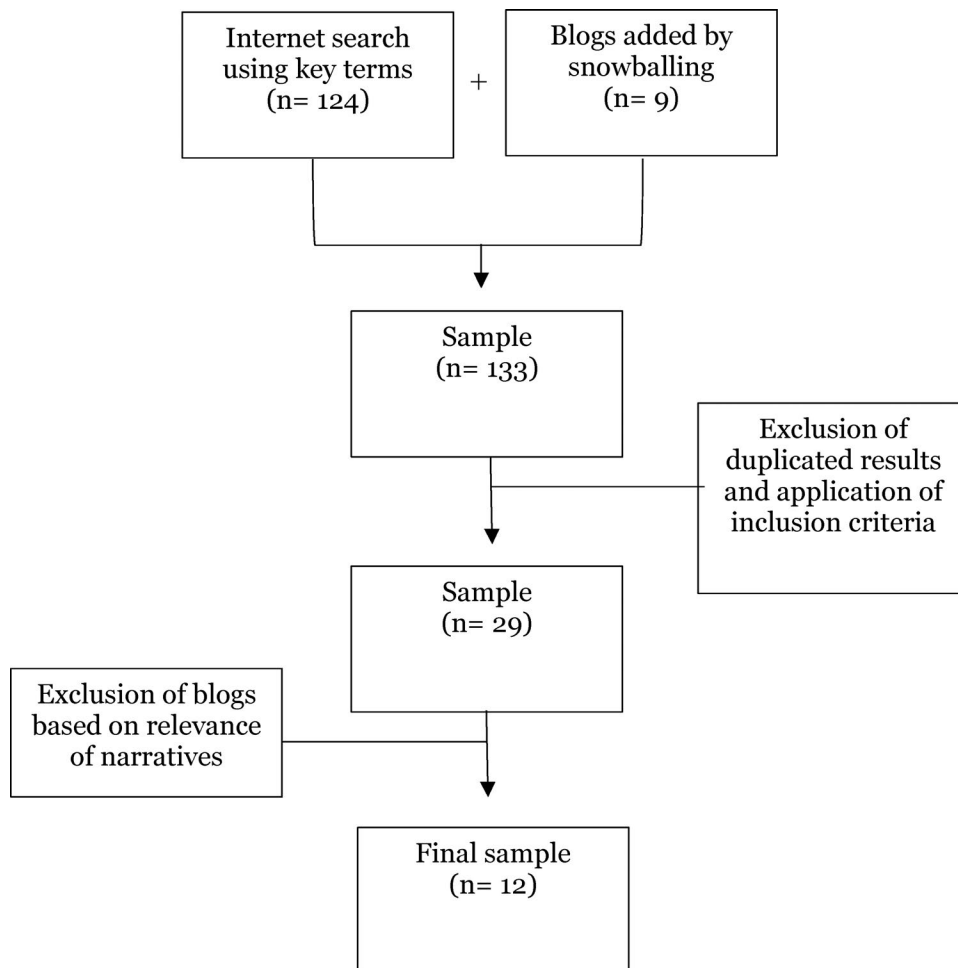 Internet search
using key terms
(n= 124)
+
Blogs added by
snowballing
(n= 9)
Sample
(n= 133)
Exclusion of
duplicated results
and application of
inclusion criteria
Sample
(n= 29)
Exclusion of blogs
based on relevance
of narratives
Final sample
(n= 12)